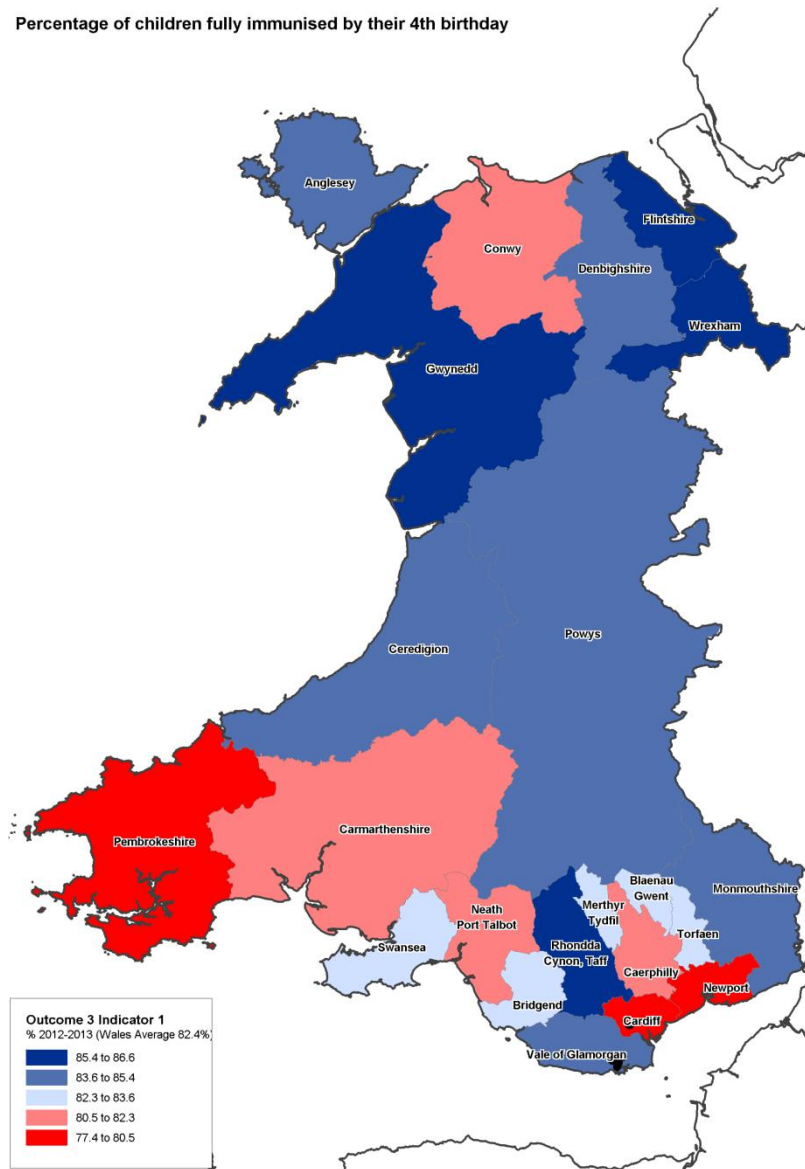 Percentage of children fully immunised by their 4th birthday
Anglesey
Flintshire
Conwy
Denbighshire
Wrexham
Gwynedd
Powys
Ceredigion
Carmarthenshire
Pembrokeshire
Blaenau
Gwent
Monmouthshire
Merthyr
Tydfil
Neath
Port Talbot
Torfaen
Swansea
Rhondda
Cynon, Taff
Caerphilly
Newport
Bridgend
Cardiff
Vale of Glamorgan
Outcome 3 Indicator 1
% 2012-2013 (Wales Average 82.4%)
85.4 to 86.6
83.6 to 85.4
82.3 to 83.6
80.5 to 82.3
77.4 to 80.5